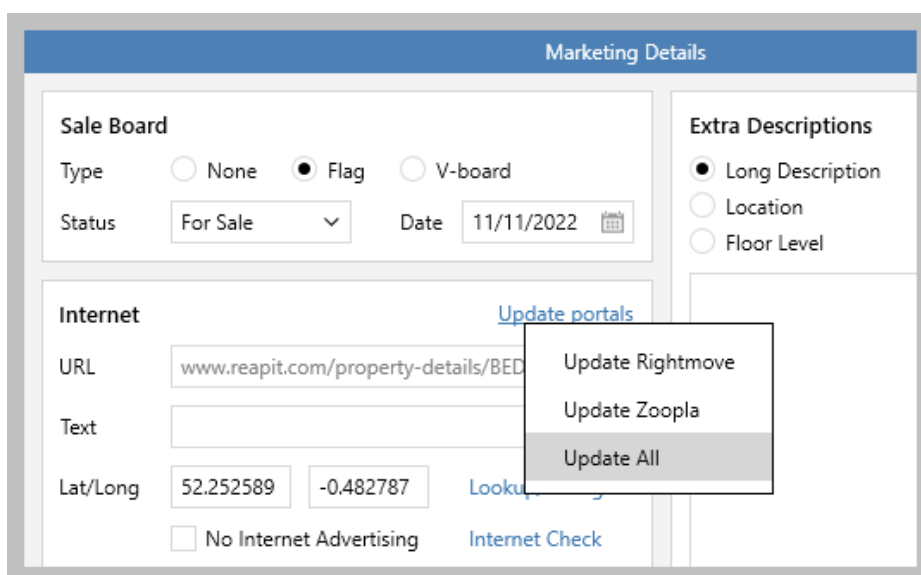 Marketing Details
Sale Board
Type None Flag V-board
Status For Sale Date 11/11/2022
Internet Update portals
URL www.reapit.com/property-details/BED
Text
Lat/Long 52.252589 -0.482787
No Internet Advertising Internet Check
Update Rightmove
Update Zoopla
Update All
Extra Descriptions
Long Description
Location
Floor Level